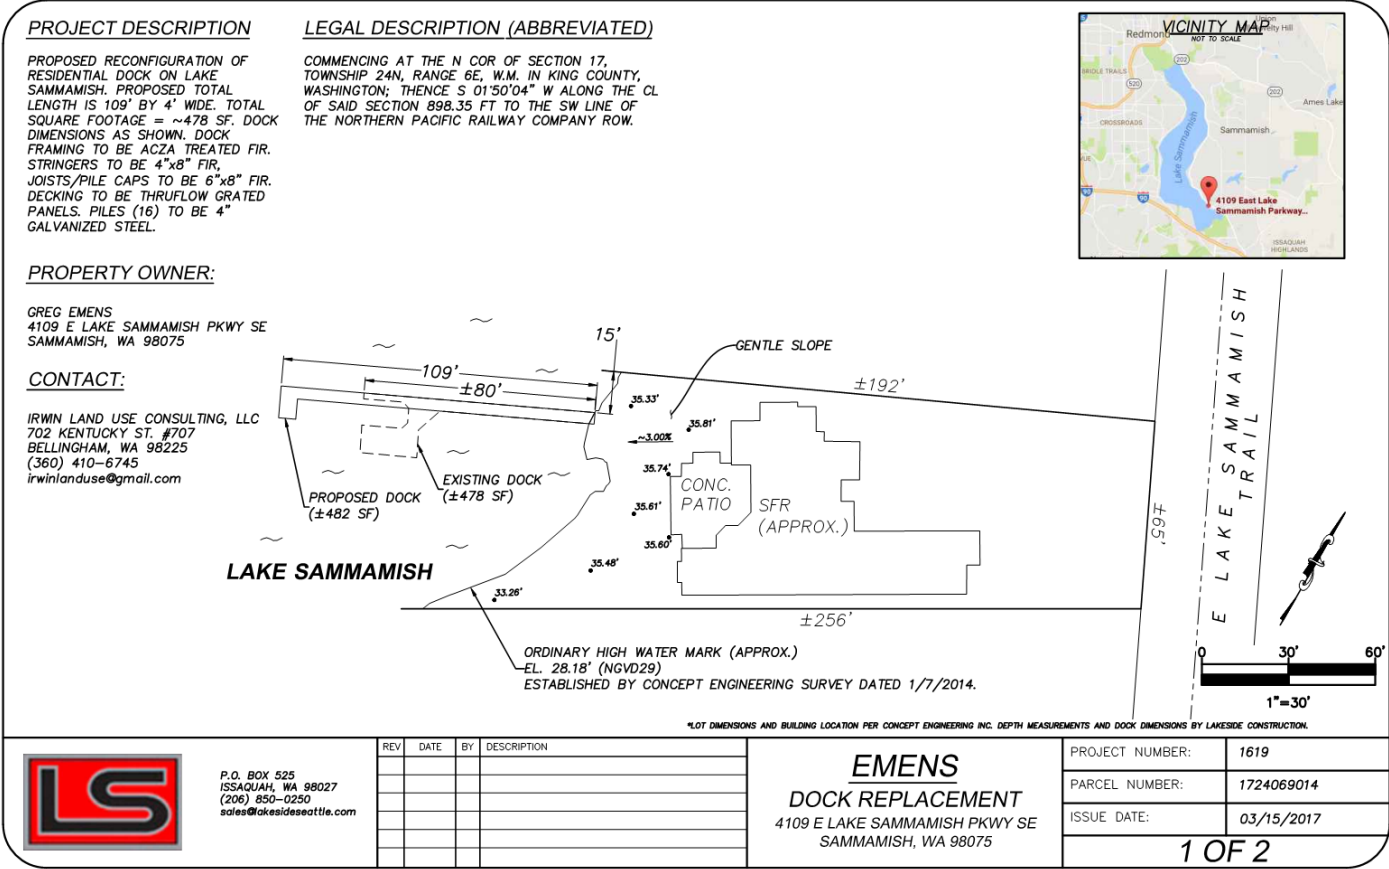 PROJECT DESCRIPTION
PROPOSED RECONFIGURATION OF
RESIDENTIAL DOCK ON LAKE
SAMMAMISH. PROPOSED TOTAL
LENGTH IS 109' BY 4' WIDE. TOTAL
SQUARE FOOTAGE = ~478 SF. DOCK
DIMENSIONS AS SHOWN. DOCK
FRAMING TO BE ACZA TREATED FIR.
STRINGERS TO BE 4"x8" FIR,
JOISTS/PILE CAPS TO BE 6"x8" FIR.
DECKING TO BE THRUFLOW GRATED
PANELS. PILES (16) TO BE 4"
GALVANIZED STEEL.
LEGAL DESCRIPTION (ABBREVIATED)
COMMENCING AT THE N COR OF SECTION 17,
TOWNSHIP 24N, RANGE 6E, W.M. IN KING COUNTY,
WASHINGTON; THENCE S 01°50'04" W ALONG THE CL
OF SAID SECTION 898.35 FT TO THE SW LINE OF
THE NORTHERN PACIFIC RAILWAY COMPANY ROW.
VICINITY MAP
NOT TO SCALE
Union
Redmond
202
BRIDLE TRAILS
520
202
Ames Lake
CROSSROADS
Sammamish
Lake Sammamish
90
90
4109 East Lake
Sammamish Parkway...
ISSAQUAH
HIGHLANDS
PROPERTY OWNER:
GREG EMENS
4109 E LAKE SAMMAMISH PKWY SE
SAMMAMISH, WA 98075
CONTACT:
IRWIN LAND USE CONSULTING, LLC
702 KENTUCKY ST. #707
BELLINGHAM, WA 98225
(360) 410-6745
irwinlanduse@gmail.com
15'
109'
±80'
GENTLE SLOPE
±192'
35.33'
35.81'
~3.00%
35.74'
CONC.
PATIO
35.61'
SFR
(APPROX.)
35.60'
35.48'
33.26'
EXISTING DOCK
(±478 SF)
PROPOSED DOCK
(±482 SF)
LAKE SAMMAMISH
±65'
E LAKE SAMMAMISH
TRAIL
±256'
ORDINARY HIGH WATER MARK (APPROX.)
EL. 28.18' (NGVD29)
ESTABLISHED BY CONCEPT ENGINEERING SURVEY DATED 1/7/2014.
0 30' 60'
1"=30'
*LOT DIMENSIONS AND BUILDING LOCATION PER CONCEPT ENGINEERING INC. DEPTH MEASUREMENTS AND DOCK DIMENSIONS BY LAKESIDE CONSTRUCTION.
LS
P.O. BOX 525
ISSAQUAH, WA 98027
(206) 850-0250
sales@lakesideseattle.com
REV DATE BY DESCRIPTION
EMENS
DOCK REPLACEMENT
4109 E LAKE SAMMAMISH PKWY SE
SAMMAMISH, WA 98075
PROJECT NUMBER: 1619
PARCEL NUMBER: 1724069014
ISSUE DATE: 03/15/2017
1 OF 2